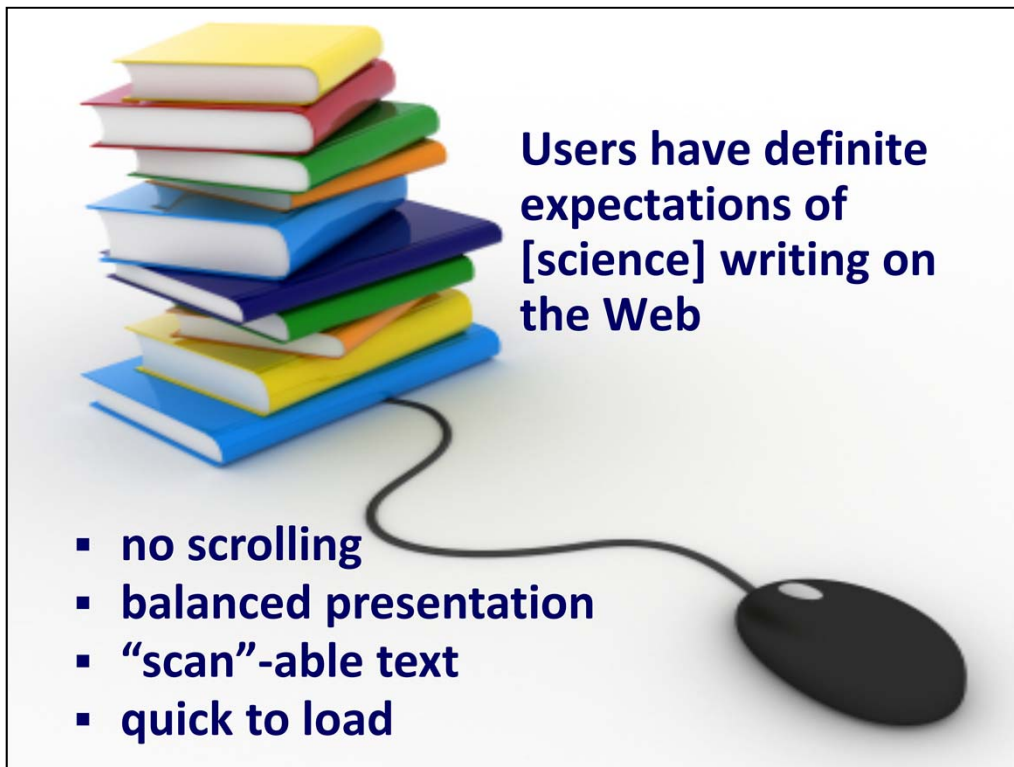 Users have definite
expectations of
[science] writing on
the Web
▪ no scrolling
▪ balanced presentation
▪ “scan”-able text
▪ quick to load